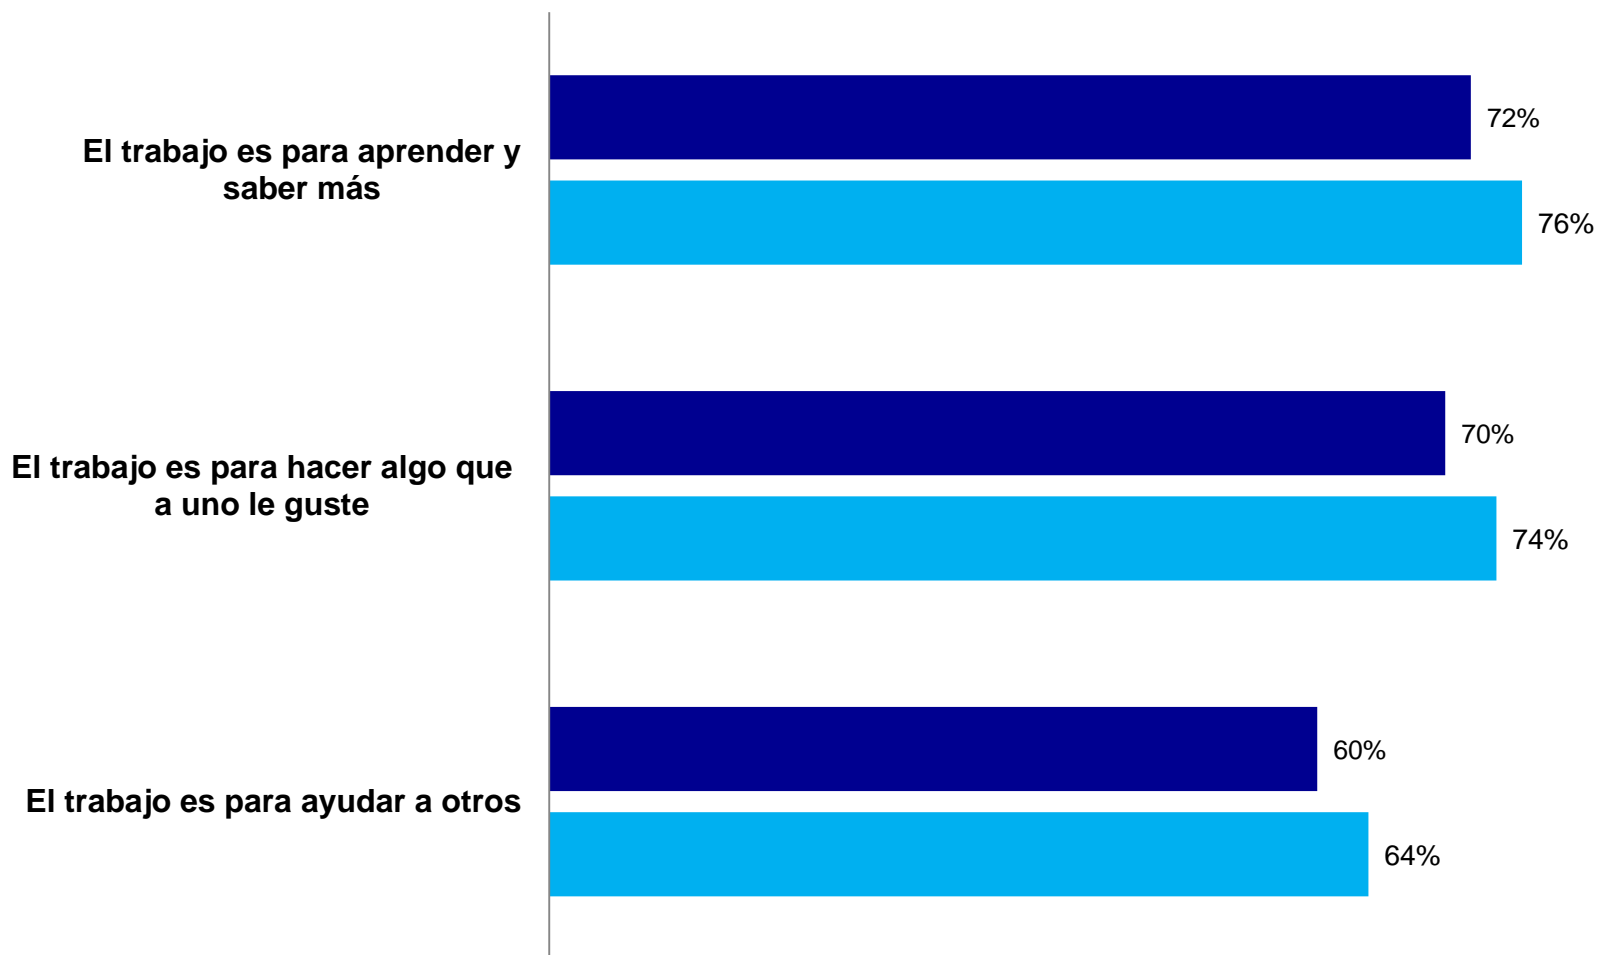 El trabajo es para aprender y
saber más
72%
76%
El trabajo es para hacer algo que
a uno le guste
70%
74%
El trabajo es para ayudar a otros
60%
64%